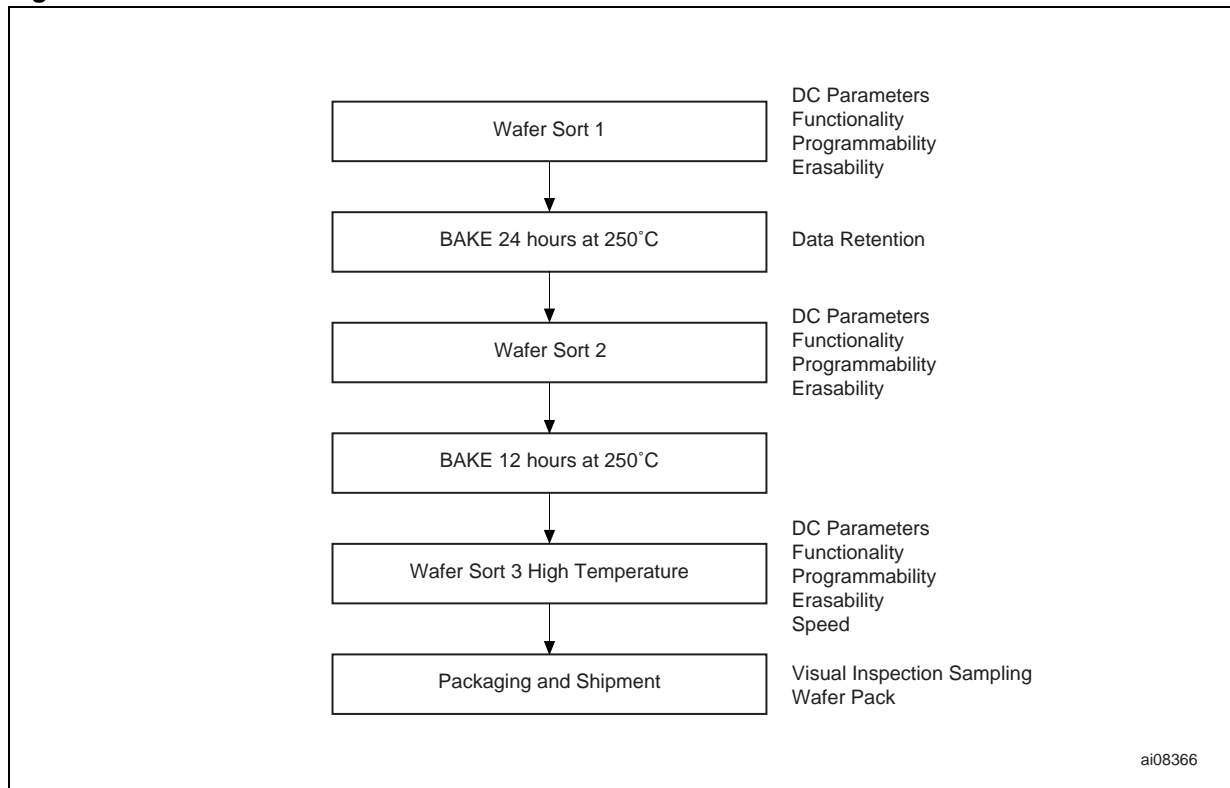 Wafer Sort 1
DC Parameters
Functionality
Programmability
Erasability
BAKE 24 hours at 250˚C
Data Retention
Wafer Sort 2
DC Parameters
Functionality
Programmability
Erasability
BAKE 12 hours at 250˚C
Wafer Sort 3 High Temperature
DC Parameters
Functionality
Programmability
Erasability
Speed
Packaging and Shipment
Visual Inspection Sampling
Wafer Pack
ai08366